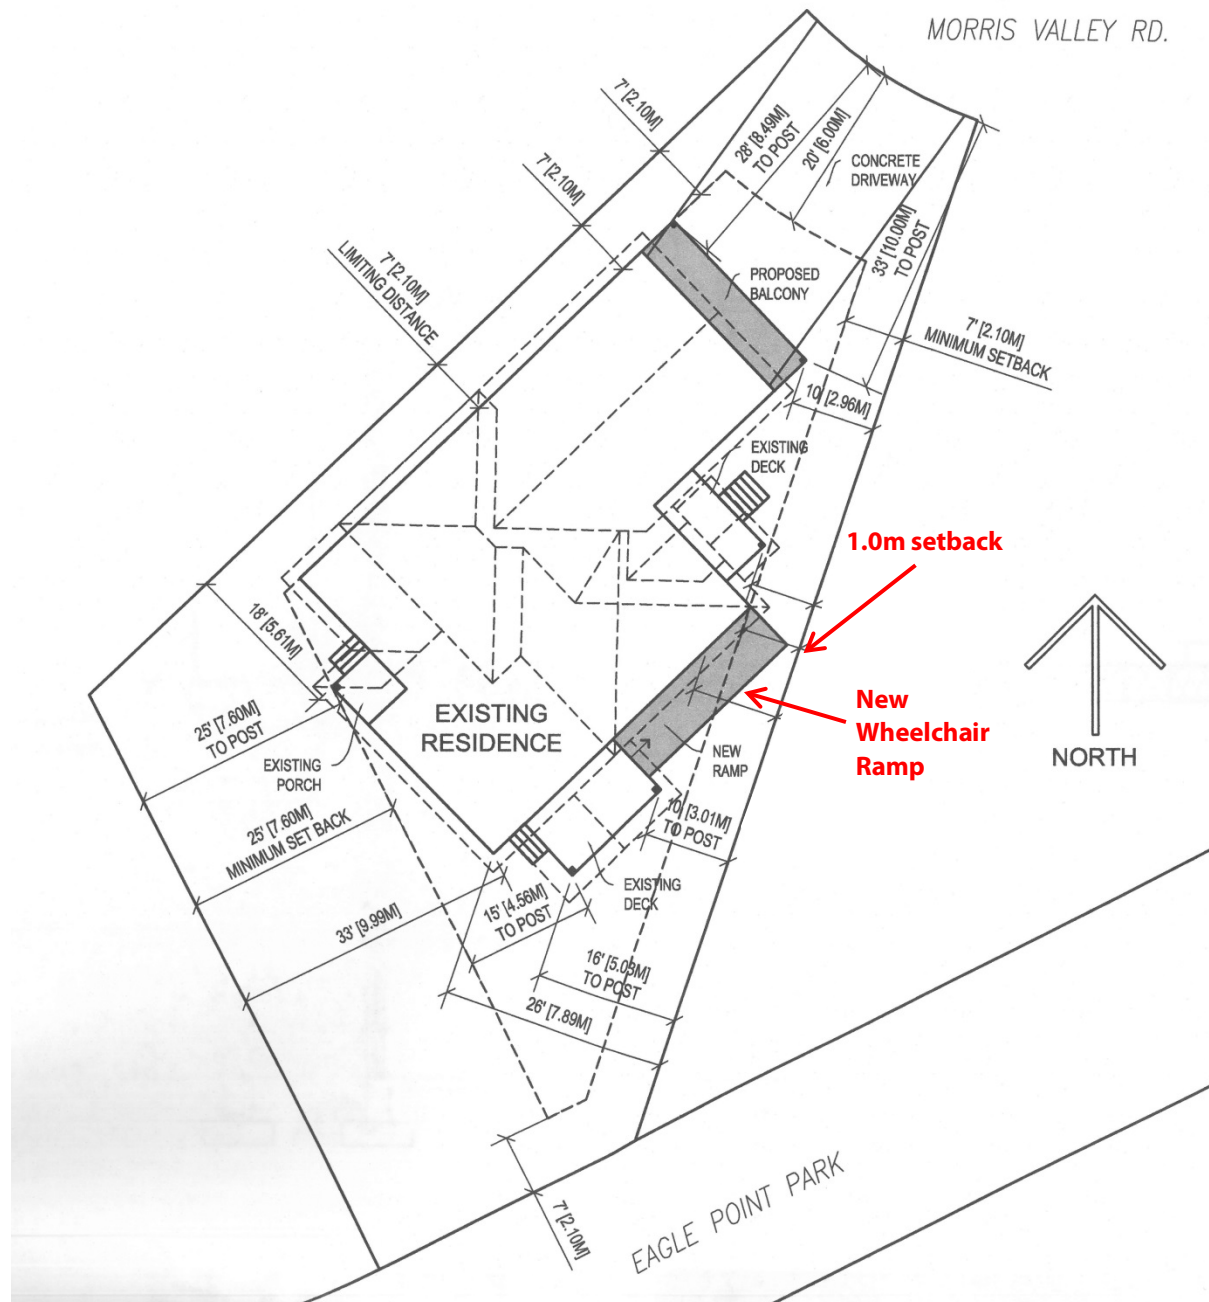 MORRIS VALLEY RD.
7' [2.10M]
28' [8.49M]
TO POST
20' [6.00M]
CONCRETE
DRIVEWAY
7' [2.10M]
33' [10.00M]
TO POST
7' [2.10M]
LIMITING DISTANCE
PROPOSED
BALCONY
7' [2.10M]
MINIMUM SETBACK
10' [2.96M]
EXISTING
DECK
1.0m setback
18' [5.61M]
New
Wheelchair
Ramp
25' [7.60M]
TO POST
EXISTING
RESIDENCE
NORTH
EXISTING
PORCH
NEW
RAMP
25' [7.60M]
MINIMUM SET BACK
10' [3.01M]
TO POST
33' [9.99M]
15' [4.56M]
TO POST
EXISTING
DECK
16' [5.03M]
TO POST
26' [7.89M]
7' [2.10M]
EAGLE POINT PARK